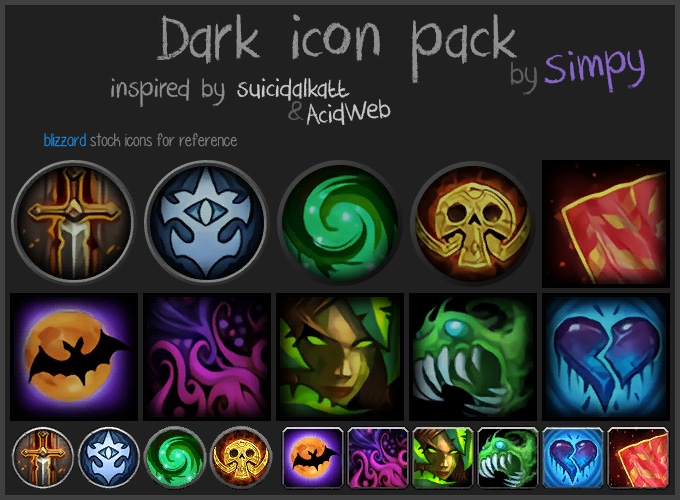 Dark icon pack
by Simpy
inspired by suicidalkatt
& AcidWeb
blizzard stock icons for reference